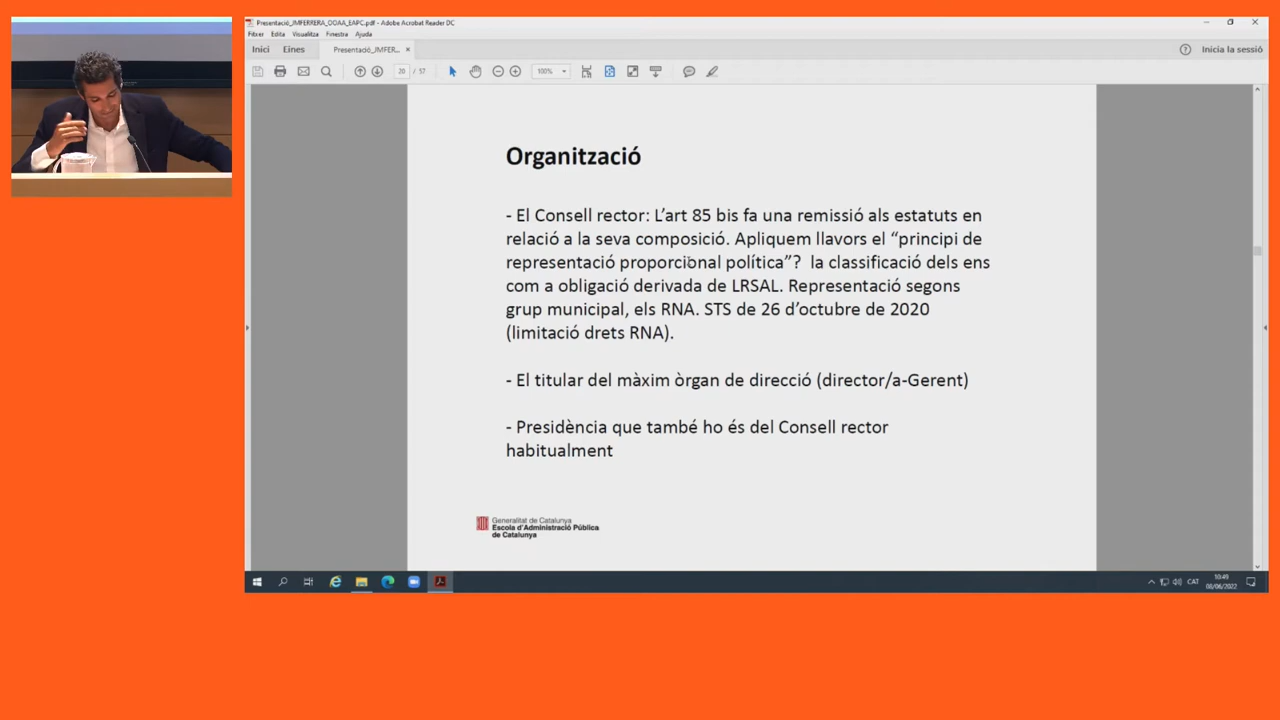 Presentació_JMFERRERA_OOAA_EAPC.pdf - Adobe Acrobat Reader DC
Fitxer Edita Visualitza Finestra Ajuda
Inici Eines Presentació_JMFER... × Inicia la sessió
20 / 57 100%
Organització
- El Consell rector: L’art 85 bis fa una remissió als estatuts en
relació a la seva composició. Apliquem llavors el “principi de
representació proporcional política”? la classificació dels ens
com a obligació derivada de LRSAL. Representació segons
grup municipal, els RNA. STS de 26 d’octubre de 2020
(limitació drets RNA).
- El titular del màxim òrgan de direcció (director/a-Gerent)
- Presidència que també ho és del Consell rector
habitualment
Generalitat de Catalunya
Escola d’Administració Pública
de Catalunya
CAT 10:49
08/06/2022